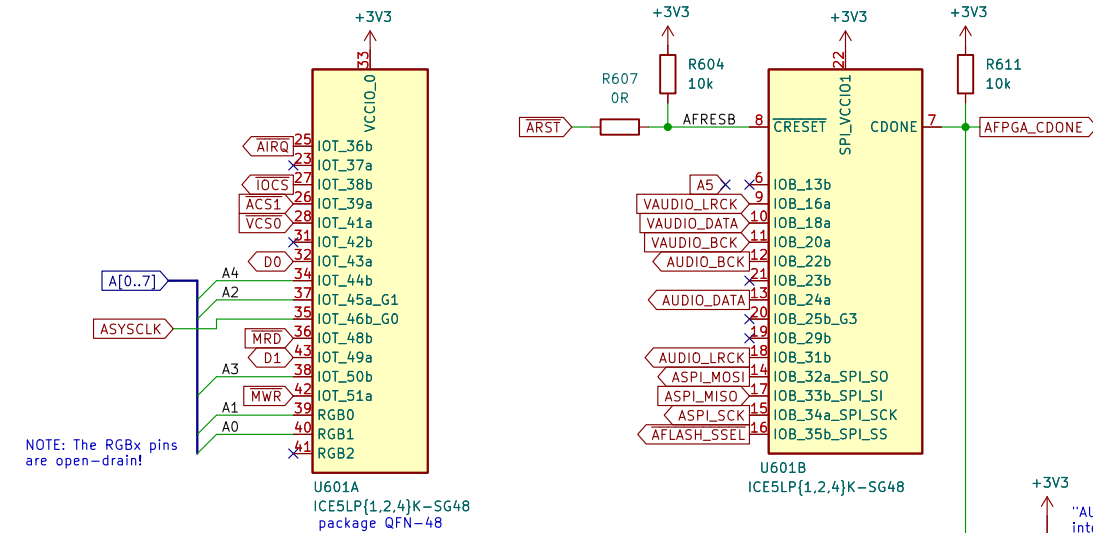 +3V3
33
VCCIO_0
AIRQ 25 IOT_36b
23 IOT_37a
IOCS 27 IOT_38b
ACS1 26 IOT_39a
VCS0 28 IOT_41a
31 IOT_42b
D0 32 IOT_43a
A[0..7] A4 34 IOT_44b
A2 37 IOT_45a_G1
ASYSCLK 35 IOT_46b_G0
MRD 36 IOT_48b
D1 43 IOT_49a
A3 38 IOT_50b
MWR 42 IOT_51a
A1 39 RGB0
A0 40 RGB1
41 RGB2
NOTE: The RGBx pins
are open-drain!
U601A
ICE5LP{1,2,4}K-SG48
package QFN-48
+3V3
R604
10k
R607
0R
ARST
AFRESB
+3V3
22
SPI_VCCIO1
8 CRESET
CDONE 7
+3V3
R611
10k
AFPGA_CDONE
A5 6 IOB_13b
VAUDIO_LRCK 9 IOB_16a
VAUDIO_DATA 10 IOB_18a
VAUDIO_BCK 11 IOB_20a
AUDIO_BCK 12 IOB_22b
21 IOB_23b
AUDIO_DATA 13 IOB_24a
20 IOB_25b_G3
19 IOB_29b
AUDIO_LRCK 18 IOB_31b
ASPI_MOSI 14 IOB_32a_SPI_SO
ASPI_MISO 17 IOB_33b_SPI_SI
ASPI_SCK 15 IOB_34a_SPI_SCK
AFLASH_SSEL 16 IOB_35b_SPI_SS
U601B
ICE5LP{1,2,4}K-SG48
+3V3